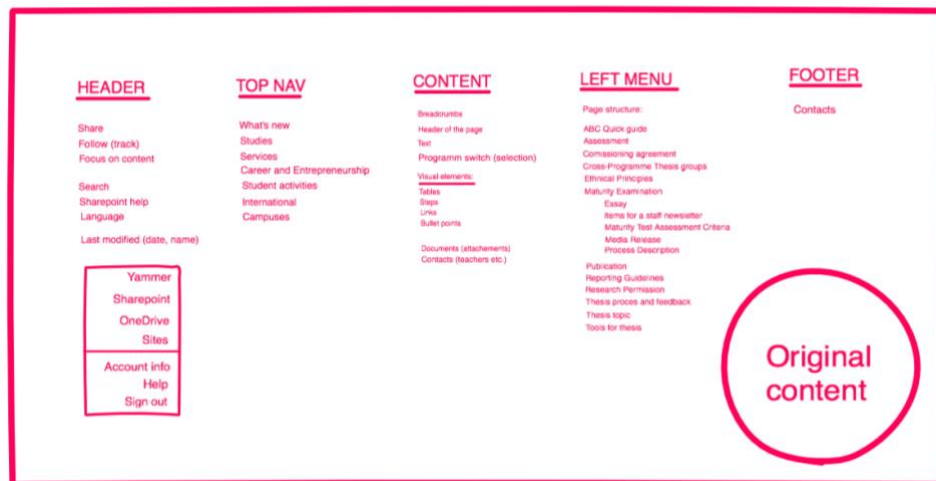 HEADER
Share
Follow (track)
Focus on content
Search
Sharepoint help
Language
Last modified (date, name)
Yammer
Sharepoint
OneDrive
Sites
Account info
Help
Sign out
TOP NAV
What's new
Studies
Services
Career and Entrepreneurship
Student activities
International
Campuses
CONTENT
Breadcrumbs
Header of the page
Text
Programm switch (selection)
Visual elements:
Tables
Steps
Links
Bullet points
Documents (attachements)
Contacts (teachers etc.)
LEFT MENU
Page structure:
ABC Quick guide
Assessment
Comissioning agreement
Cross-Programme Thesis groups
Ethnical Principles
Maturity Examination
Essay
Items for a staff newsletter
Maturity Test Assessment Criteria
Media Release
Process Description
Publication
Reporting Guidelines
Research Permission
Thesis proces and feedback
Thesis topic
Tools for thesis
FOOTER
Contacts
Original
content